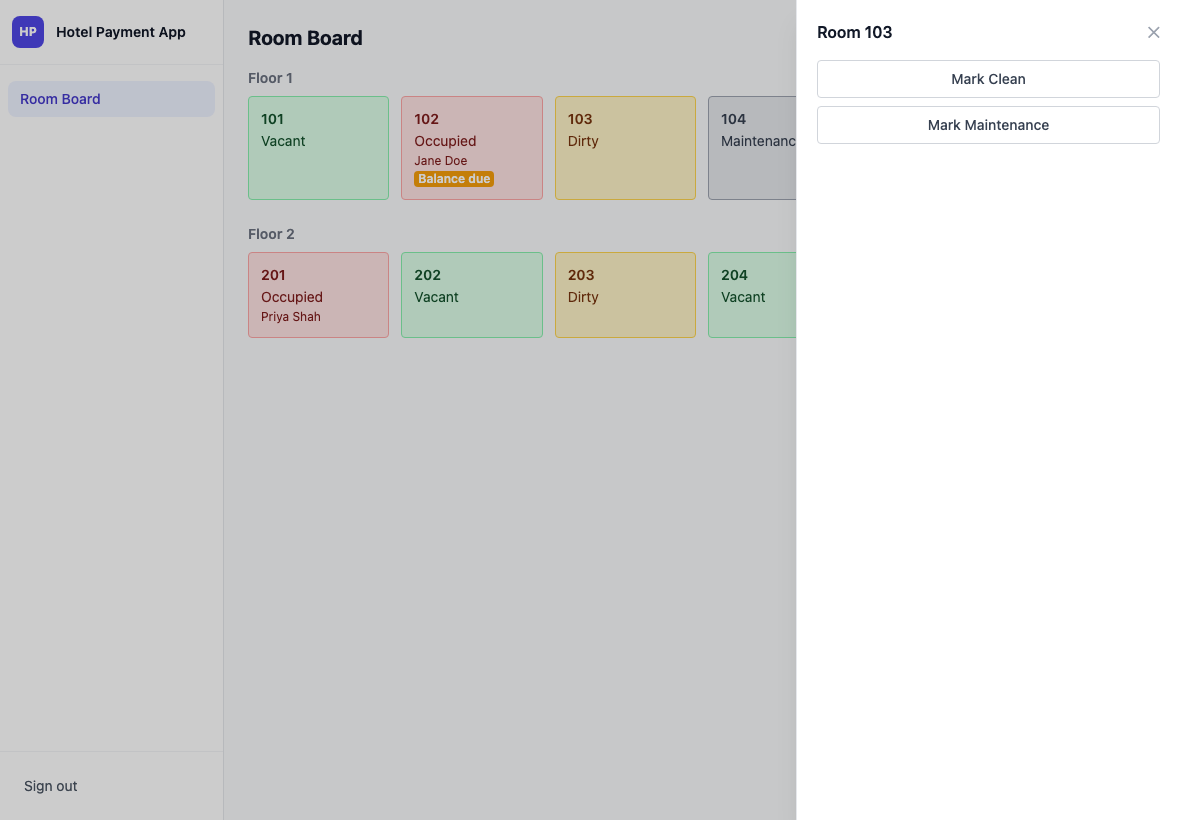 HP
Hotel Payment App
Room Board
Sign out
Room Board
Floor 1
101
Vacant
102
Occupied
Jane Doe
Balance due
103
Dirty
104
Maintenanc
Floor 2
201
Occupied
Priya Shah
202
Vacant
203
Dirty
204
Vacant
Room 103
Mark Clean
Mark Maintenance